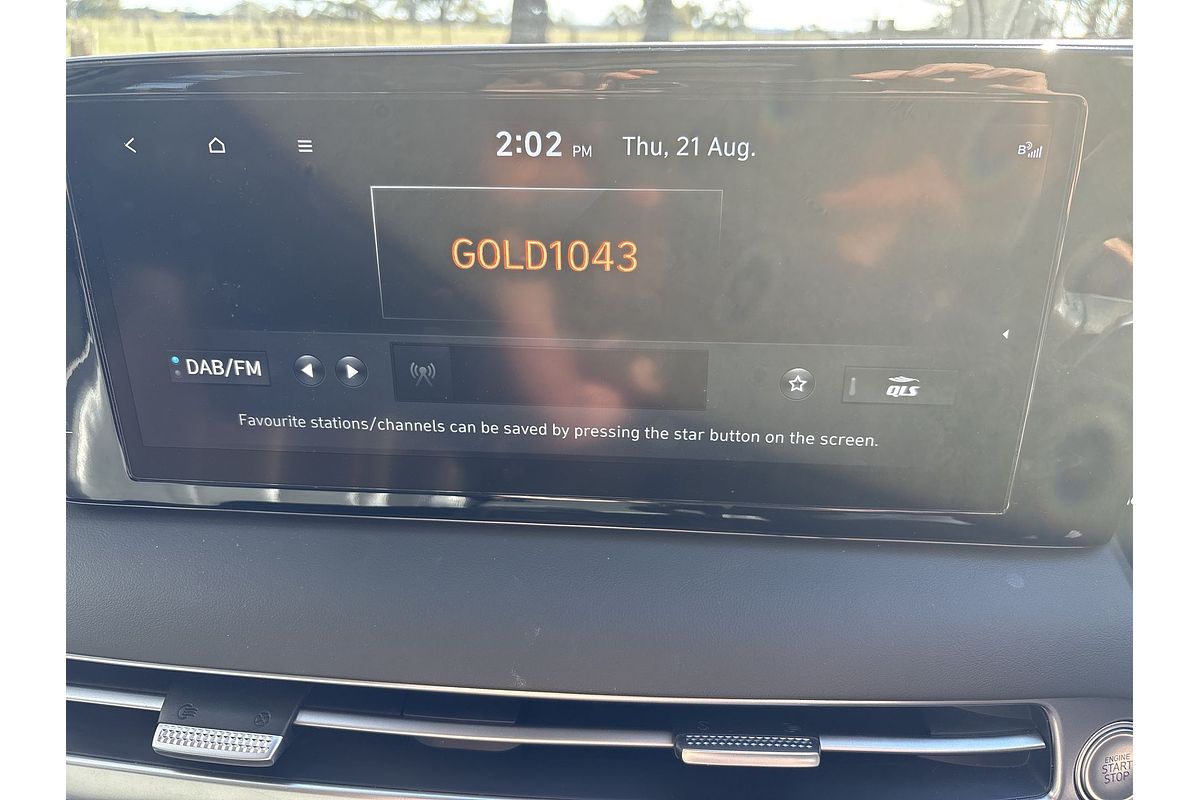 2:02 PM Thu, 21 Aug. B
GOLD1043
DAB/FM QLS
Favourite stations/channels can be saved by pressing the star button on the screen.
ENGINE
START
STOP